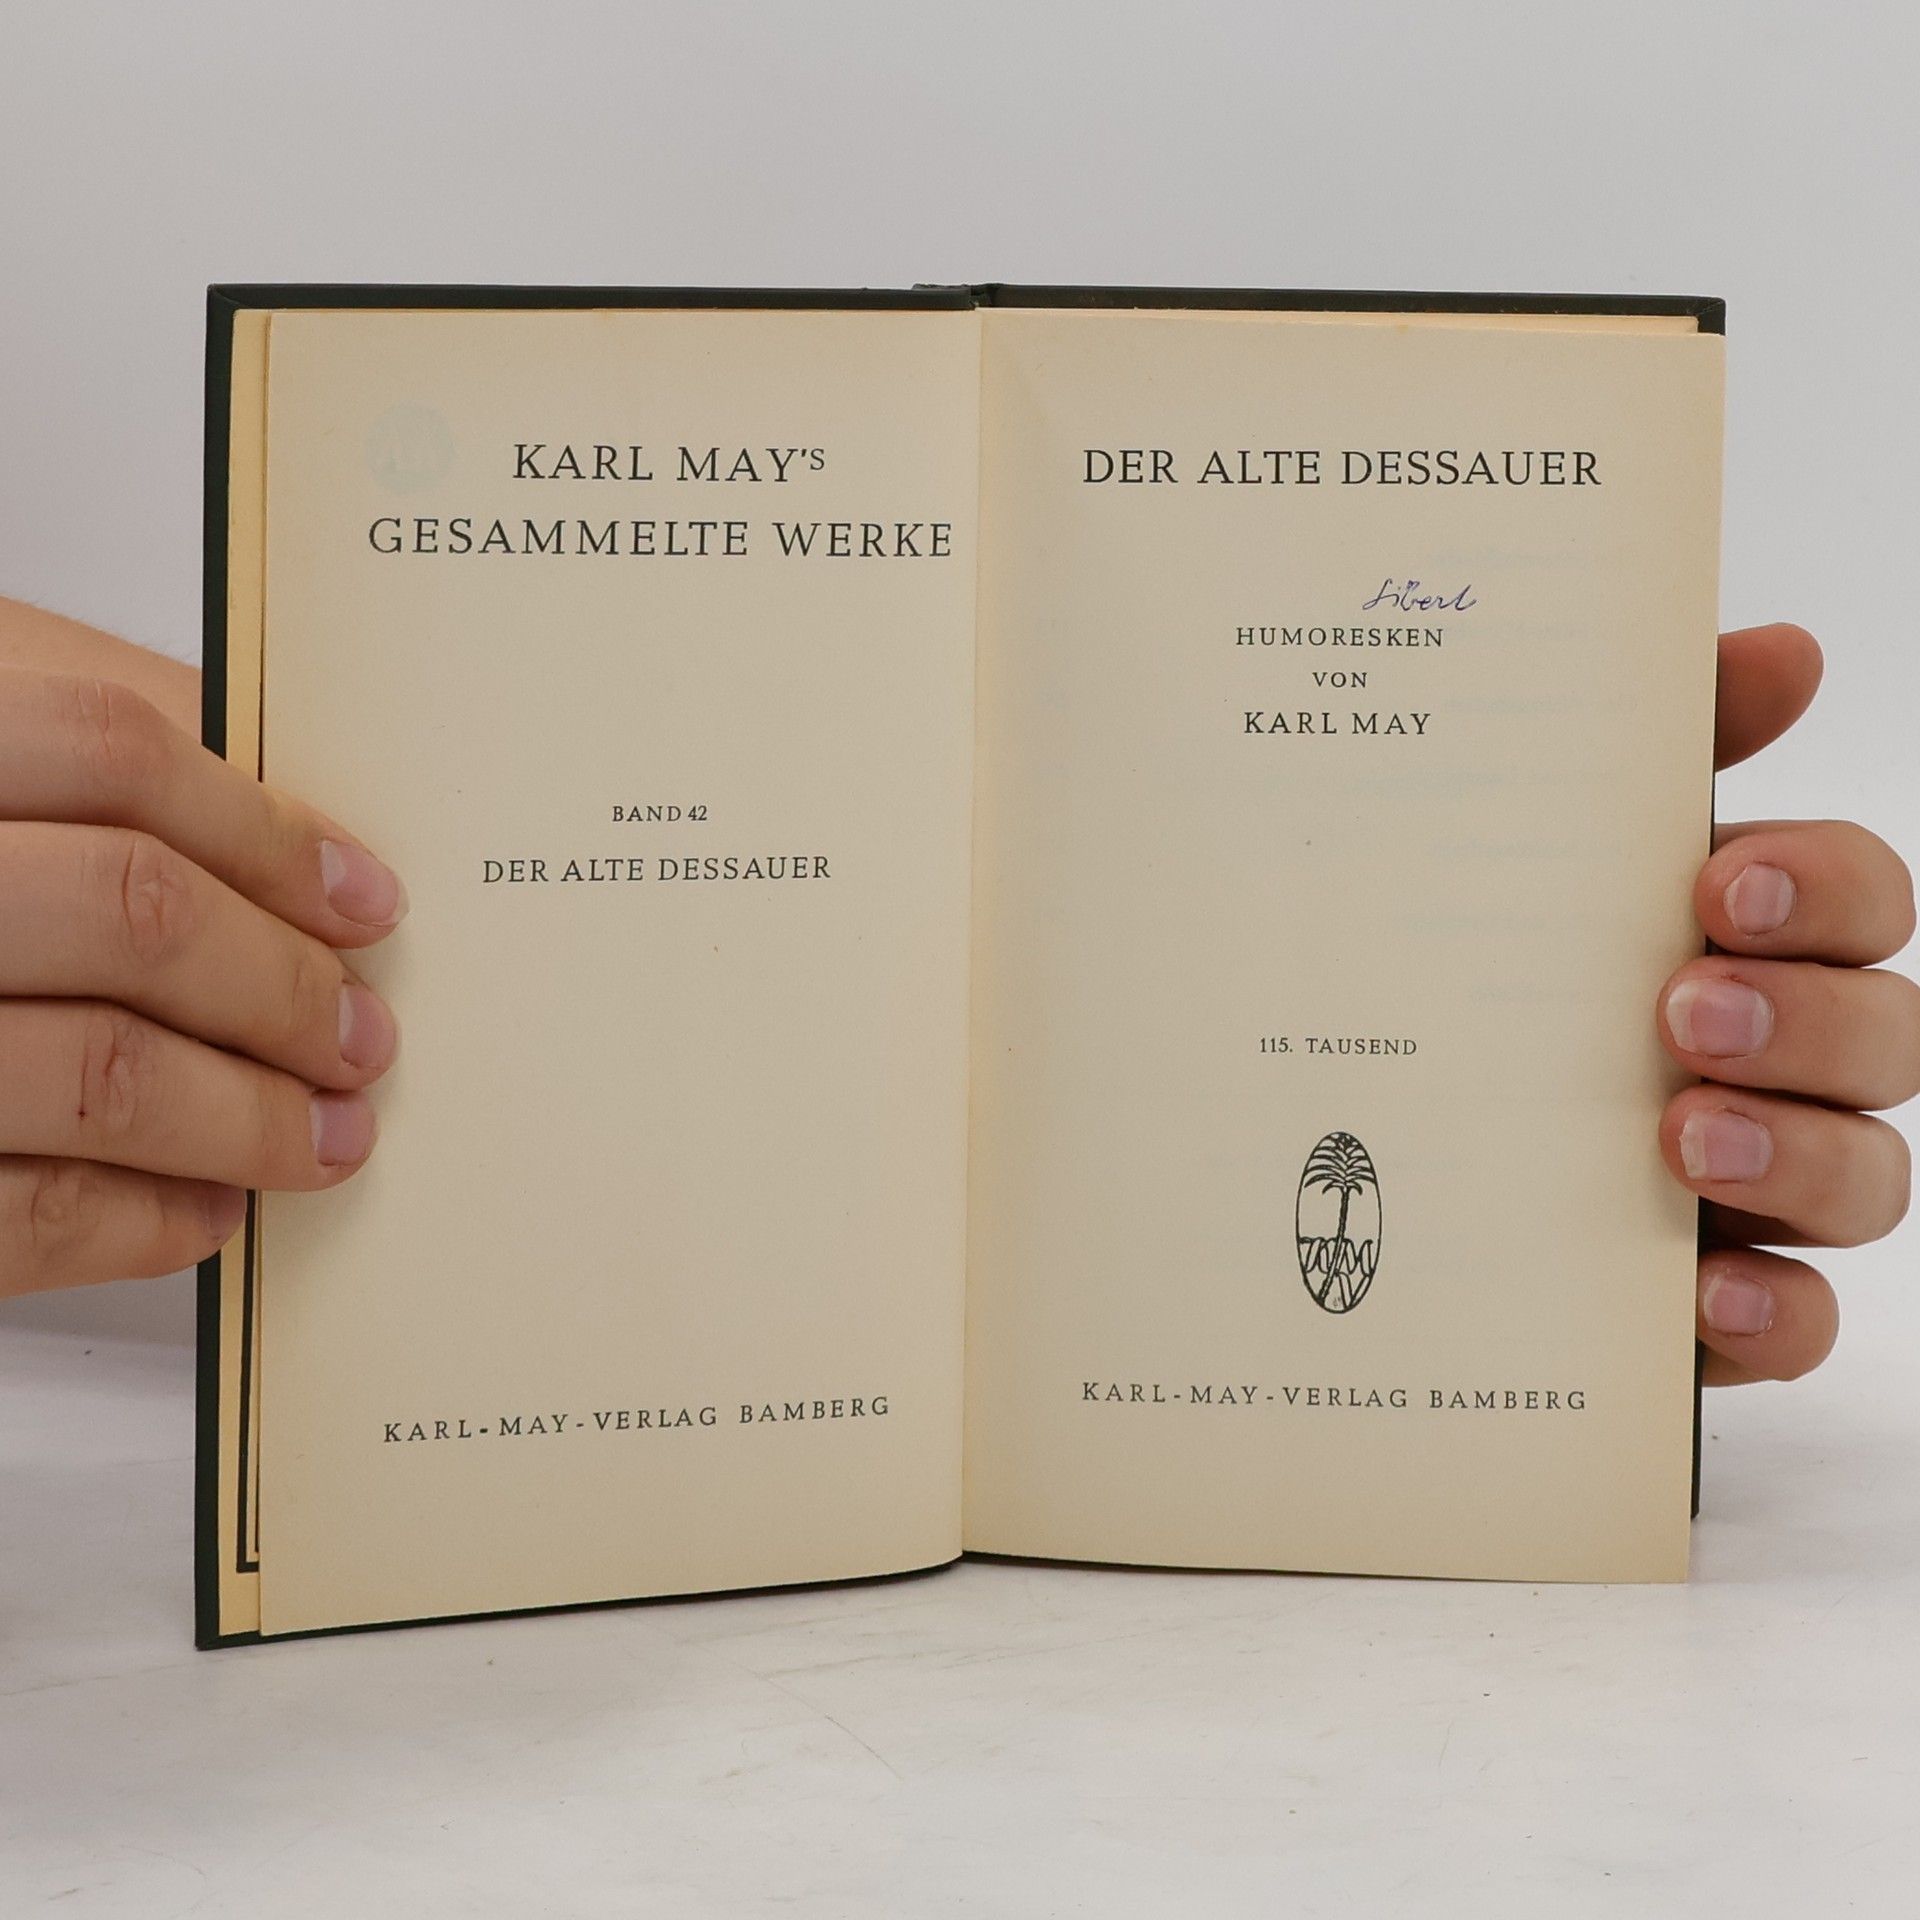 KARL MAY'S
GESAMMELTE WERKE
BAND 42
DER ALTE DESSAUER
KARL-MAY-VERLAG BAMBERG
DER ALTE DESSAUER
HUMORESKEN
VON
KARL MAY
115. TAUSEND
KARL-MAY-VERLAG BAMBERG